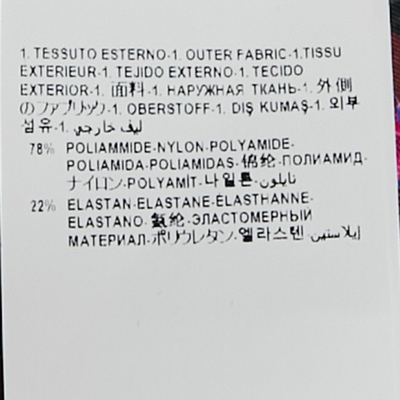 1. TESSUTO ESTERNO-1. OUTER FABRIC-1.TISSU
EXTERIEUR-1. TEJIDO EXTERNO-1. TECIDO
EXTERIOR-1. 面料-1. НАРУЖНАЯ ТКАНЬ-1. 外側
のファブリック-1. OBERSTOFF-1. DIŞ KUMAŞ-1. 외부
섬유-1. ليف خارجي
78% POLIAMMIDE-NYLON-POLYAMIDE-
POLIAMIDA-POLIAMIDAS-锦纶-ПОЛИАМИД-
ナイロン-POLYAMİT-나일론-نايلون
22% ELASTAN-ELASTANE-ELASTHANNE-
ELASTANO-氨纶-ЭЛАСТОМЕРНЫЙ
МАТЕРИАЛ-ポリウレタン-엘라스텐-إيلاستين